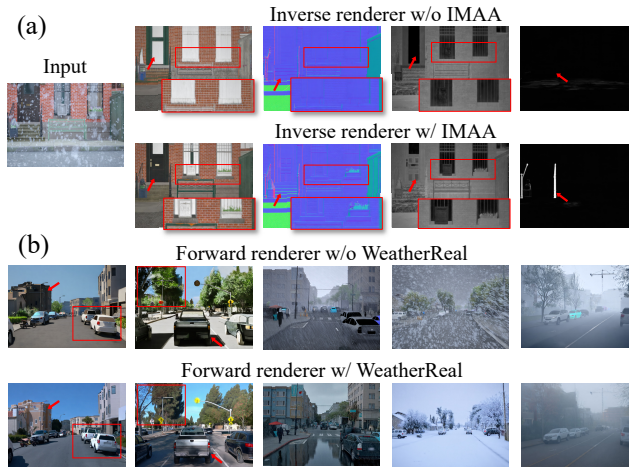 (a)
Inverse renderer w/o IMAA
Input
Inverse renderer w/ IMAA
(b)
Forward renderer w/o WeatherReal
Forward renderer w/ WeatherReal